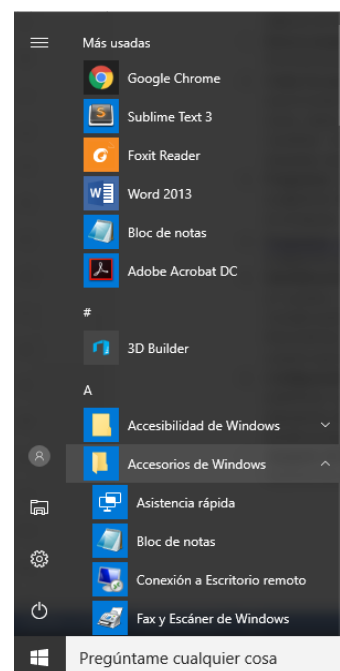 Más usadas
Google Chrome
Sublime Text 3
Foxit Reader
Word 2013
Bloc de notas
Adobe Acrobat DC
#
3D Builder
A
Accesibilidad de Windows
Accesorios de Windows
Asistencia rápida
Bloc de notas
Conexión a Escritorio remoto
Fax y Escáner de Windows
Pregúntame cualquier cosa